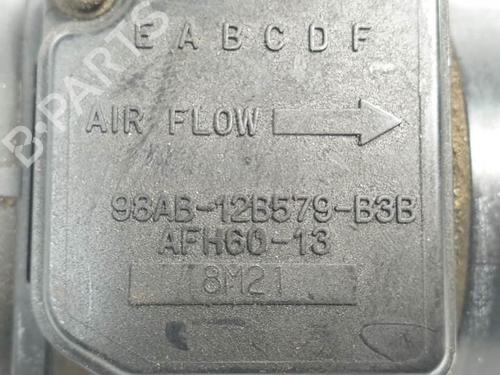 E A B C D F
AIR FLOW
98AB-12B579-B3B
AFH60-13
8M21
B-PARTS